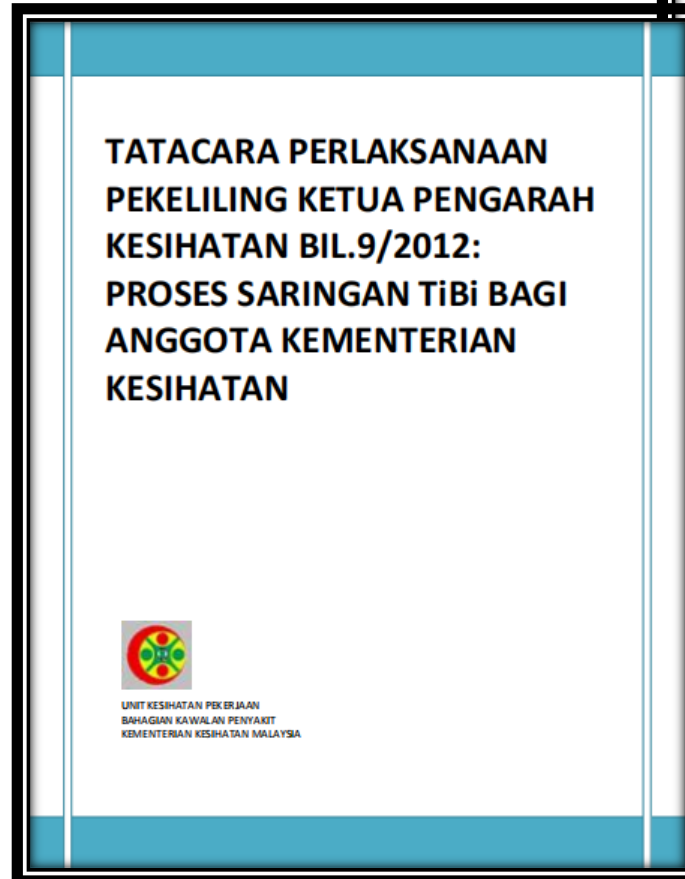 TATACARA PERLAKSANAAN
PEKELILING KETUA PENGARAH
KESIHATAN BIL.9/2012:
PROSES SARINGAN TiBi BAGI
ANGGOTA KEMENTERIAN
KESIHATAN
UNIT KESIHATAN PEKERJAAN
BAHAGIAN KAWALAN PENYAKIT
KEMENTERIAN KESIHATAN MALAYSIA